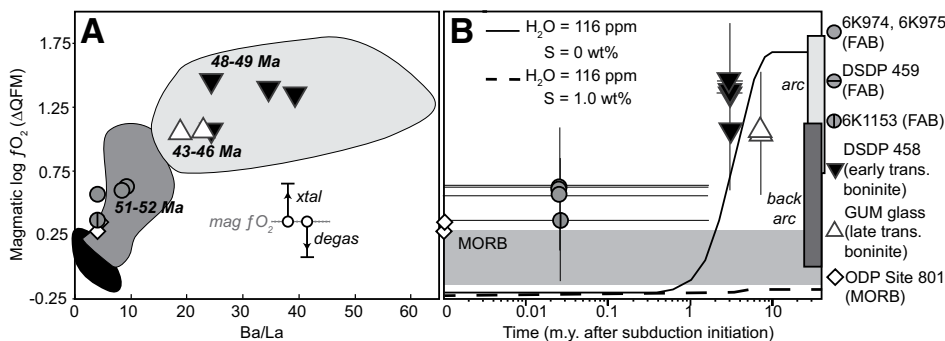 A
Magmatic log ƒO₂ (ΔQFM)
1.75
1.25
0.75
0.25
-0.25
48-49 Ma
43-46 Ma
51-52 Ma
xtal
mag ƒO₂
degas
0 10 20 30 40 50 60
Ba/La
B
H₂O = 116 ppm
S = 0 wt%
H₂O = 116 ppm
S = 1.0 wt%
arc
back
arc
MORB
0 0.01 0.1 1 10
Time (m.y. after subduction initiation)
6K974, 6K975
(FAB)
DSDP 459
(FAB)
6K1153 (FAB)
DSDP 458
(early trans.
boninite)
GUM glass
(late trans.
boninite)
ODP Site 801
(MORB)